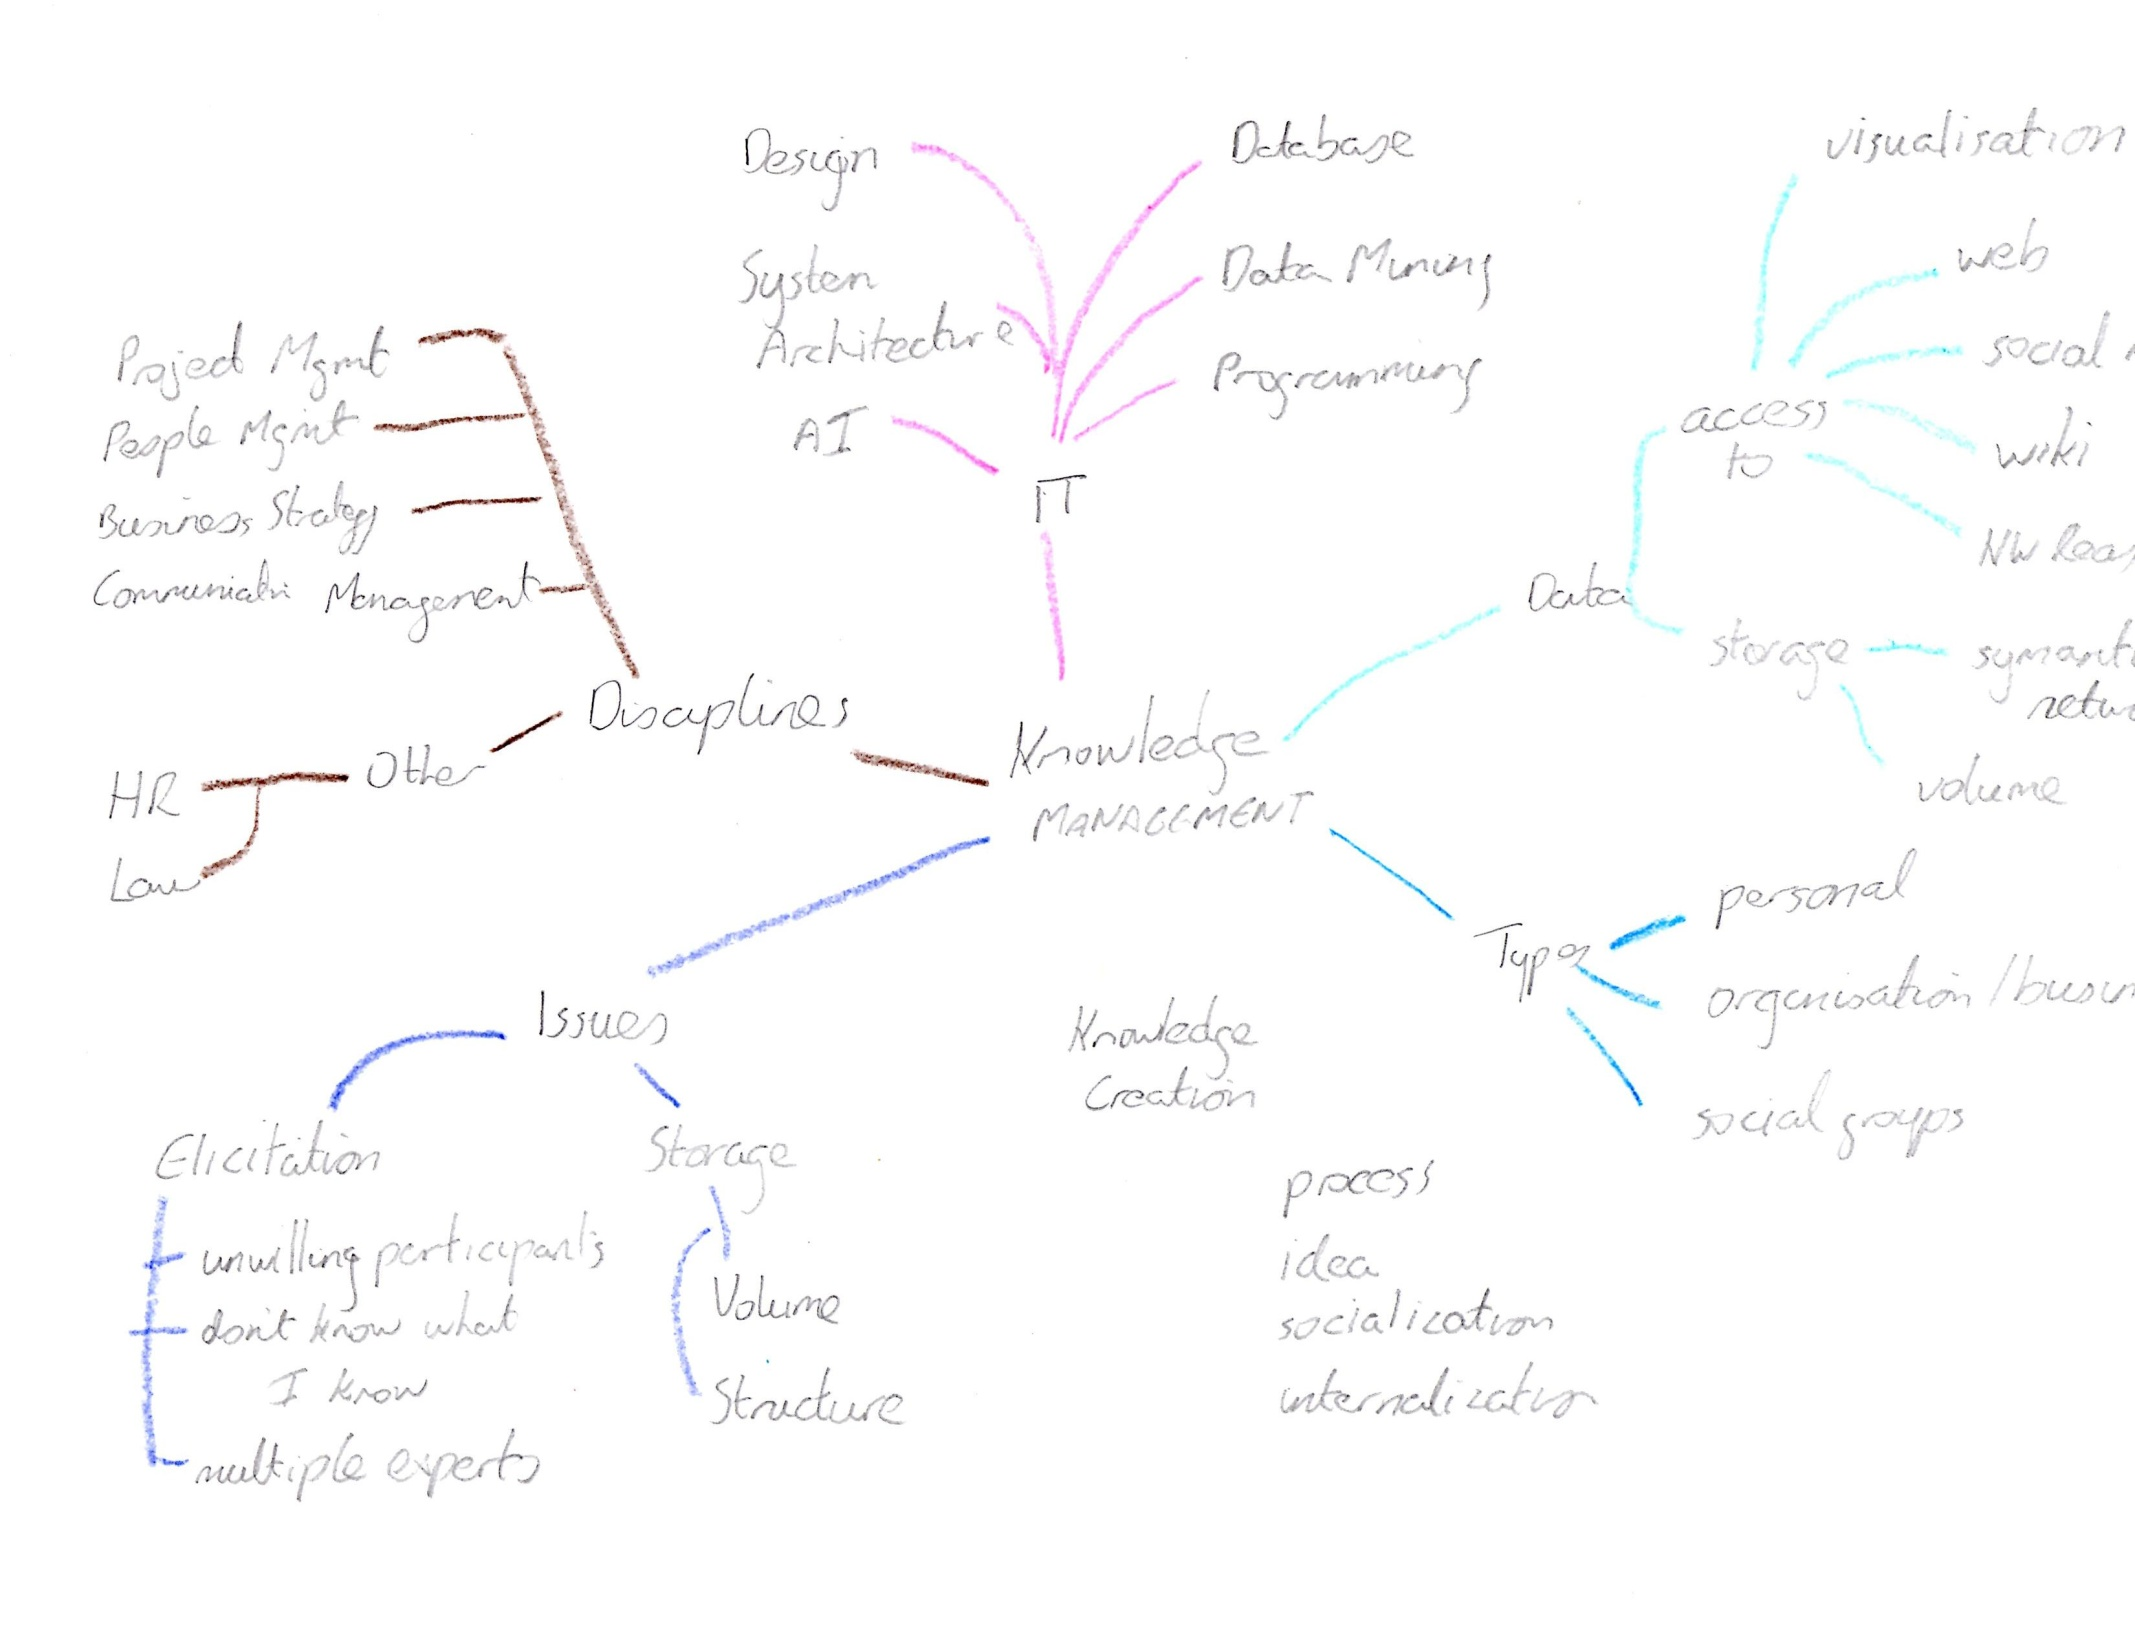 Design
System
Architecture
AI
Database
Data Mining
Programming
IT
visualisation
web
social
wiki
NW
access
to
Data
storage
volume
Project Mgmt
People Mgmt
Business Strategy
Management
Disciplines
Other
HR
Law
Knowledge
MANAGEMENT
Types
personal
organisation /
social groups
Issues
Elicitation
unwilling participants
don't know what
I know
multiple experts
Storage
Volume
Structure
Knowledge
Creation
process
idea
socialization
internalization